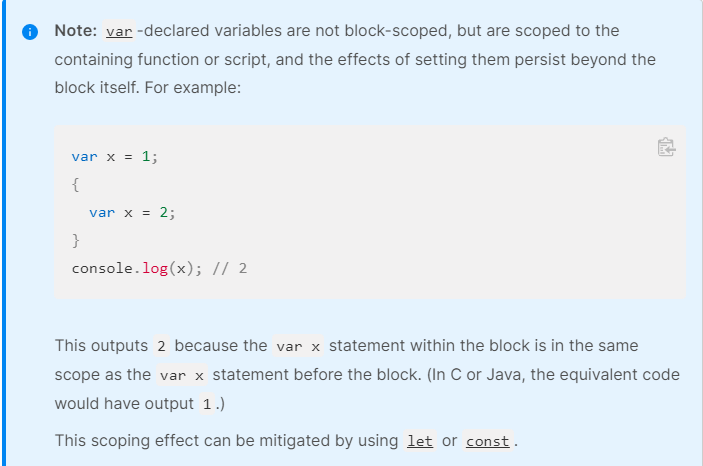 Note: var-declared variables are not block-scoped, but are scoped to the
containing function or script, and the effects of setting them persist beyond the
block itself. For example:
var x = 1;
{
  var x = 2;
}
console.log(x); // 2
This outputs 2 because the var x statement within the block is in the same
scope as the var x statement before the block. (In C or Java, the equivalent code
would have output 1.)
This scoping effect can be mitigated by using let or const.